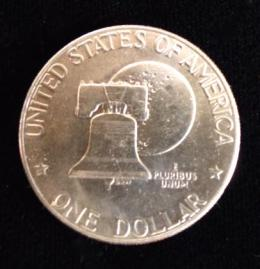 UNITED STATES OF AMERICA
E
PLURIBUS
UNUM
ONE DOLLAR